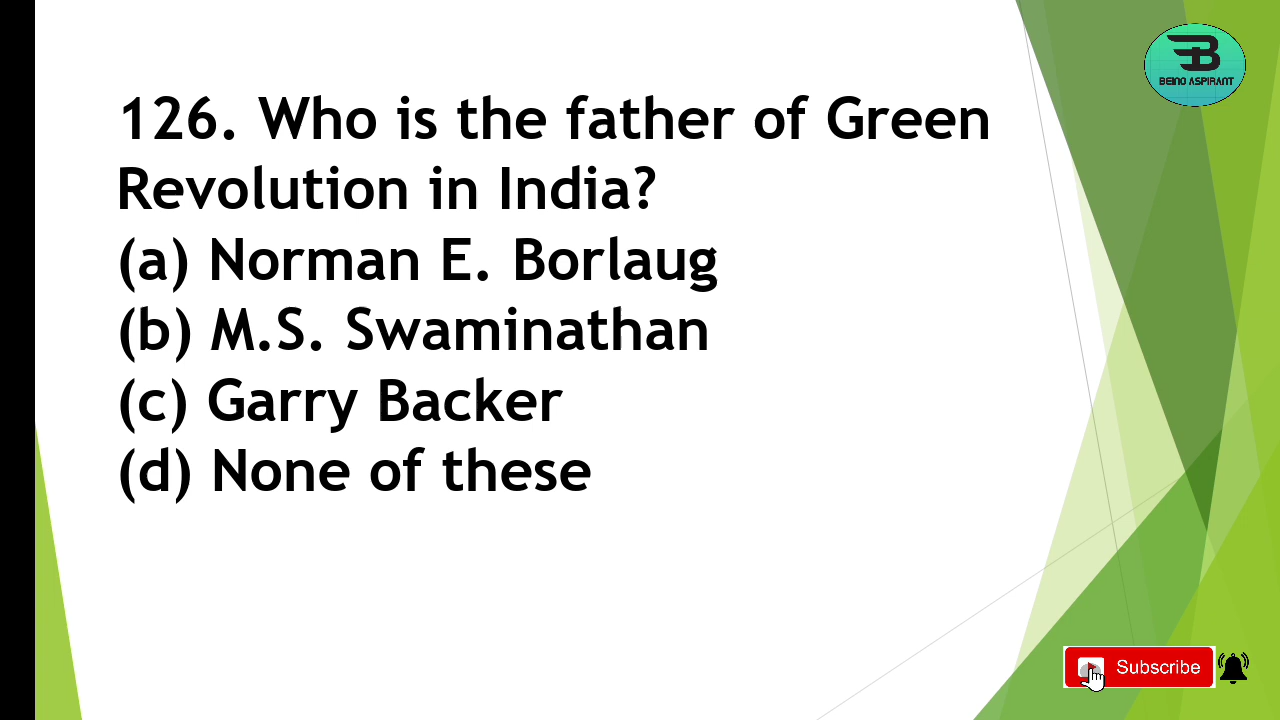 BEING ASPIRANT
126. Who is the father of Green
Revolution in India?
(a) Norman E. Borlaug
(b) M.S. Swaminathan
(c) Garry Backer
(d) None of these
Subscribe